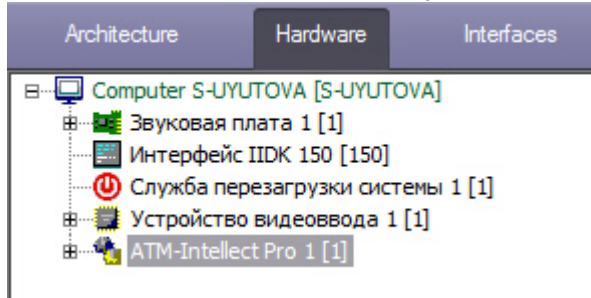 Architecture Hardware Interfaces
Computer S-UYUTOVA [S-UYUTOVA]
Звуковая плата 1 [1]
Интерфейс IIDK 150 [150]
Служба перезагрузки системы 1 [1]
Устройство видеоввода 1 [1]
ATM-Intellect Pro 1 [1]